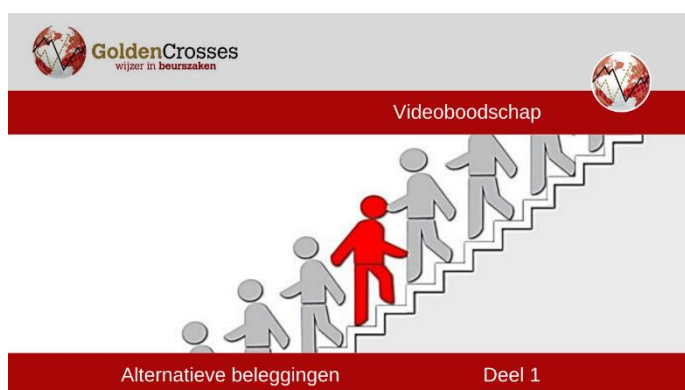 GoldenCrosses
wijzer in beurszaken
Videoboodschap
Alternatieve beleggingen Deel 1